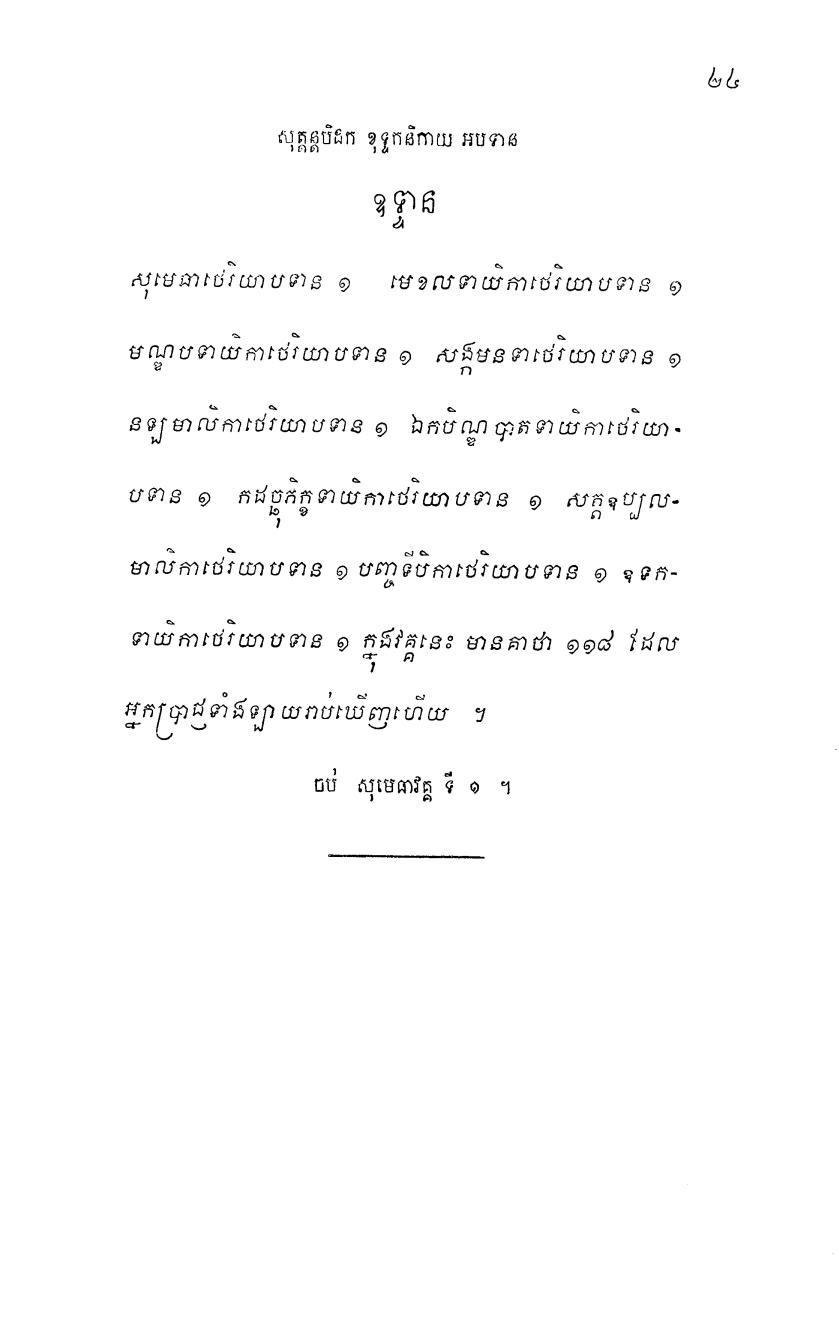 ២៤
សុត្តន្តបិដក ខុទ្ទកនិកាយ អបទាន
ឧទ្ទាន
សុមេធាថេរិយាបទាន ១ មេខលទាយិកាថេរិយាបទាន ១
មណ្ឌបទាយិកាថេរិយាបទាន ១ សង្កមនទាថេរិយាបទាន ១
នឡមាលិកាថេរិយាបទាន ១ ឯកបិណ្ឌបាតទាយិកាថេរិយា-
បទាន ១ កដច្ឆុភិក្ខទាយិកាថេរិយាបទាន ១ សត្តឧប្បល-
មាលិកាថេរិយាបទាន ១ បញ្ចទីបិកាថេរិយាបទាន ១ ឧទក-
ទាយិកាថេរិយាបទាន ១ ក្នុងវគ្គនេះ មានគាថា ១១៨ ដែល
អ្នកប្រាជ្ញទាំងឡាយរាប់ឃើញហើយ ។
ចប់ សុមេធាវគ្គ ទី ១ ។